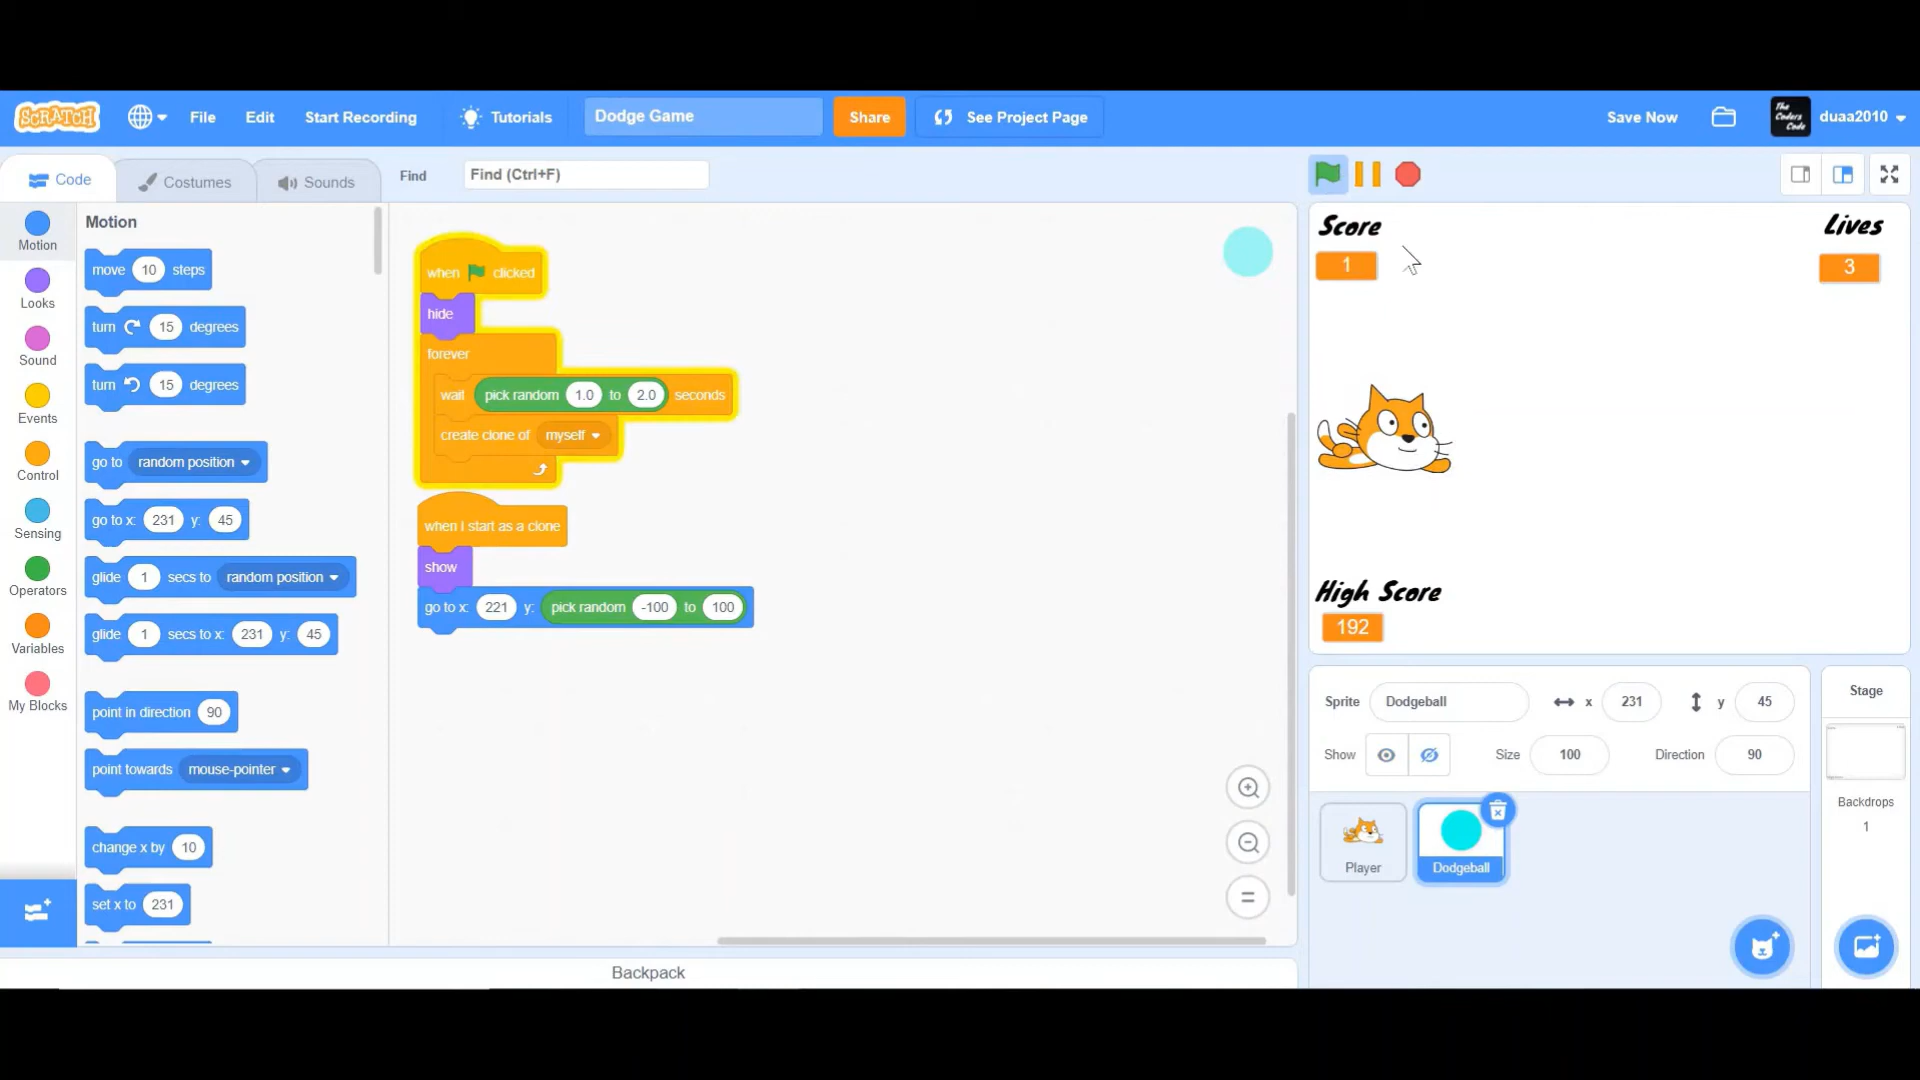 SCRATCH File Edit Start Recording Tutorials Dodge Game Share See Project Page Save Now The Coders Code duaa2010
Code Costumes Sounds Find Find (Ctrl+F)
Motion
Looks
Sound
Events
Control
Sensing
Operators
Variables
My Blocks
Motion
move 10 steps
turn 15 degrees
turn 15 degrees
go to random position
go to x: 231 y: 45
glide 1 secs to random position
glide 1 secs to x: 231 y: 45
point in direction 90
point towards mouse-pointer
change x by 10
set x to 231
when clicked
hide
forever
wait pick random 1.0 to 2.0 seconds
create clone of myself
when I start as a clone
show
go to x: 221 y: pick random -100 to 100
Backpack
Score
1
Lives
3
High Score
192
Sprite Dodgeball x 231 y 45
Show Size 100 Direction 90
Player
Dodgeball
Stage
Backdrops
1